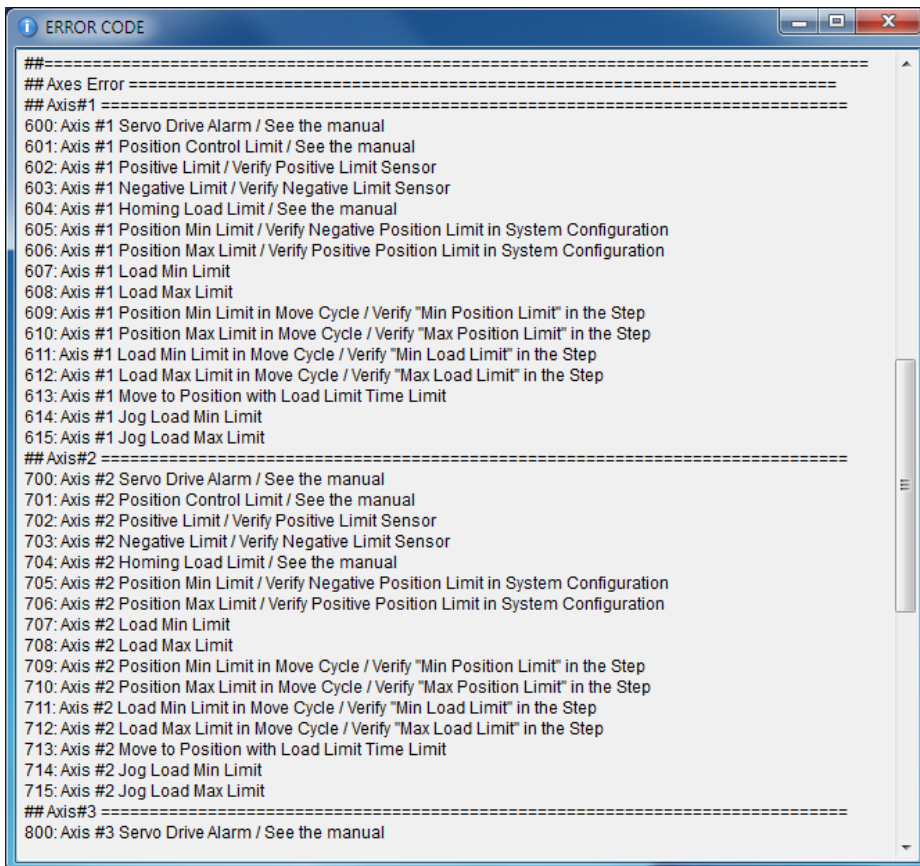 ERROR CODE
##======================================================================================
## Axes Error ==========================================================================
## Axis#1 ==============================================================================
600: Axis #1 Servo Drive Alarm / See the manual
601: Axis #1 Position Control Limit / See the manual
602: Axis #1 Positive Limit / Verify Positive Limit Sensor
603: Axis #1 Negative Limit / Verify Negative Limit Sensor
604: Axis #1 Homing Load Limit / See the manual
605: Axis #1 Position Min Limit / Verify Negative Position Limit in System Configuration
606: Axis #1 Position Max Limit / Verify Positive Position Limit in System Configuration
607: Axis #1 Load Min Limit
608: Axis #1 Load Max Limit
609: Axis #1 Position Min Limit in Move Cycle / Verify "Min Position Limit" in the Step
610: Axis #1 Position Max Limit in Move Cycle / Verify "Max Position Limit" in the Step
611: Axis #1 Load Min Limit in Move Cycle / Verify "Min Load Limit" in the Step
612: Axis #1 Load Max Limit in Move Cycle / Verify "Max Load Limit" in the Step
613: Axis #1 Move to Position with Load Limit Time Limit
614: Axis #1 Jog Load Min Limit
615: Axis #1 Jog Load Max Limit
## Axis#2 ==============================================================================
700: Axis #2 Servo Drive Alarm / See the manual
701: Axis #2 Position Control Limit / See the manual
702: Axis #2 Positive Limit / Verify Positive Limit Sensor
703: Axis #2 Negative Limit / Verify Negative Limit Sensor
704: Axis #2 Homing Load Limit / See the manual
705: Axis #2 Position Min Limit / Verify Negative Position Limit in System Configuration
706: Axis #2 Position Max Limit / Verify Positive Position Limit in System Configuration
707: Axis #2 Load Min Limit
708: Axis #2 Load Max Limit
709: Axis #2 Position Min Limit in Move Cycle / Verify "Min Position Limit" in the Step
710: Axis #2 Position Max Limit in Move Cycle / Verify "Max Position Limit" in the Step
711: Axis #2 Load Min Limit in Move Cycle / Verify "Min Load Limit" in the Step
712: Axis #2 Load Max Limit in Move Cycle / Verify "Max Load Limit" in the Step
713: Axis #2 Move to Position with Load Limit Time Limit
714: Axis #2 Jog Load Min Limit
715: Axis #2 Jog Load Max Limit
## Axis#3 ==============================================================================
800: Axis #3 Servo Drive Alarm / See the manual